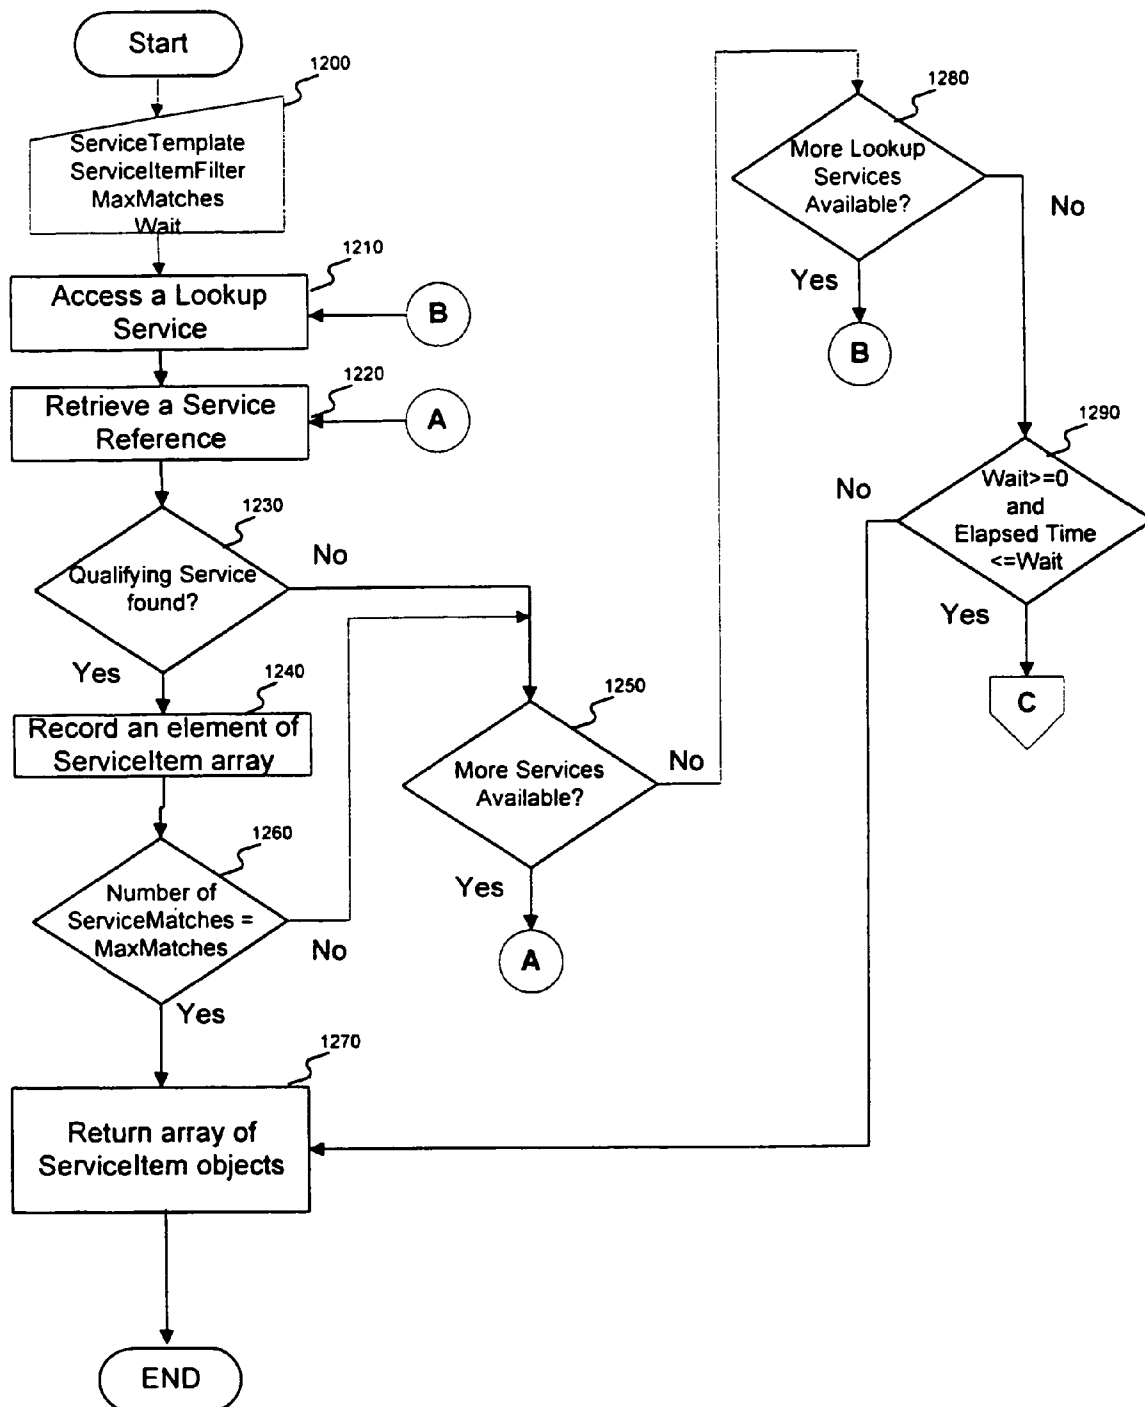 Start
1200
ServiceTemplate
ServiceItemFilter
MaxMatches
Wait
1210
Access a Lookup
Service
B
1220
Retrieve a Service
Reference
A
1230
Qualifying Service
found?
No
Yes
1240
Record an element of
ServiceItem array
1260
Number of
ServiceMatches =
MaxMatches
No
Yes
1270
Return array of
ServiceItem objects
END
1250
More Services
Available?
No
Yes
A
1280
More Lookup
Services
Available?
No
Yes
B
1290
Wait>=0
and
Elapsed Time
<=Wait
No
Yes
C